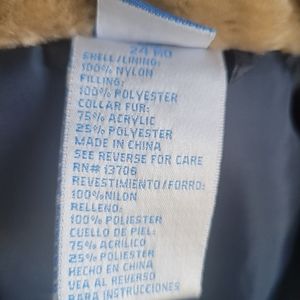 24 MO
SHELL/LINING:
100% NYLON
FILLING:
100% POLYESTER
COLLAR FUR:
75% ACRYLIC
25% POLYESTER
MADE IN CHINA
SEE REVERSE FOR CARE
RN# 13706
REVESTIMIENTO/FORRO:
100%NILON
RELLENO:
100% POLIESTER
CUELLO DE PIEL:
75% ACRILICO
25% POLIESTER
HECHO EN CHINA
VEA AL REVERSO
PARA INSTRUCCIONES